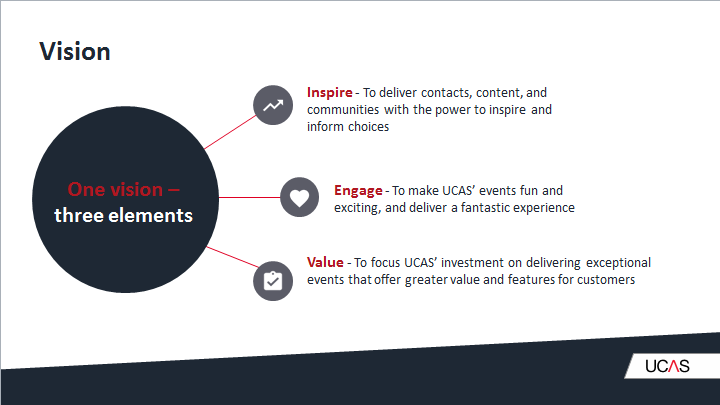 Vision
One vision –
three elements
Inspire - To deliver contacts, content, and
communities with the power to inspire and
inform choices
Engage - To make UCAS’ events fun and
exciting, and deliver a fantastic experience
Value - To focus UCAS’ investment on delivering exceptional
events that offer greater value and features for customers
UCAS